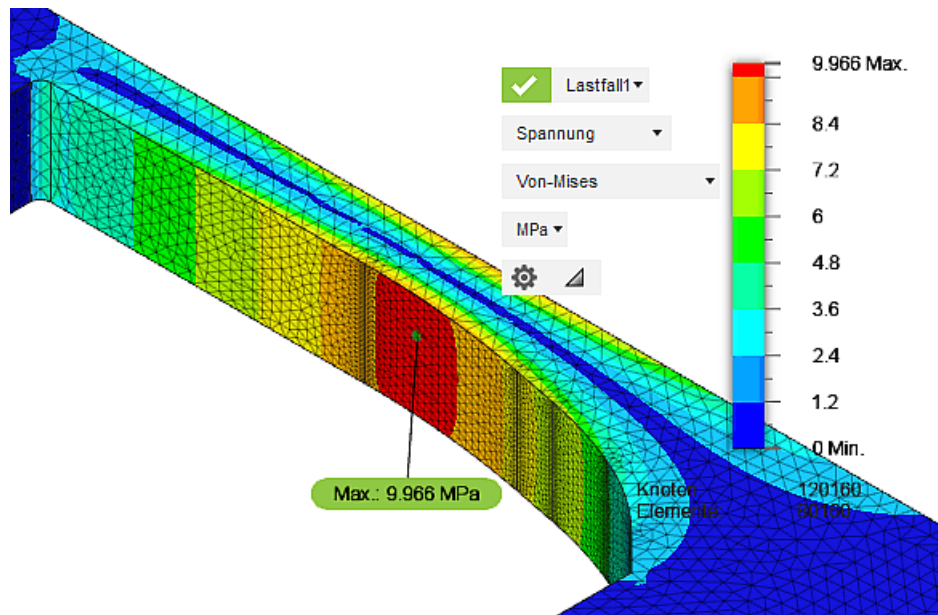 Lastfall1
Spannung
Von-Mises
MPa
9.966 Max.
8.4
7.2
6
4.8
3.6
2.4
1.2
0 Min.
Max.: 9.966 MPa
Knoten 120160
Elemente